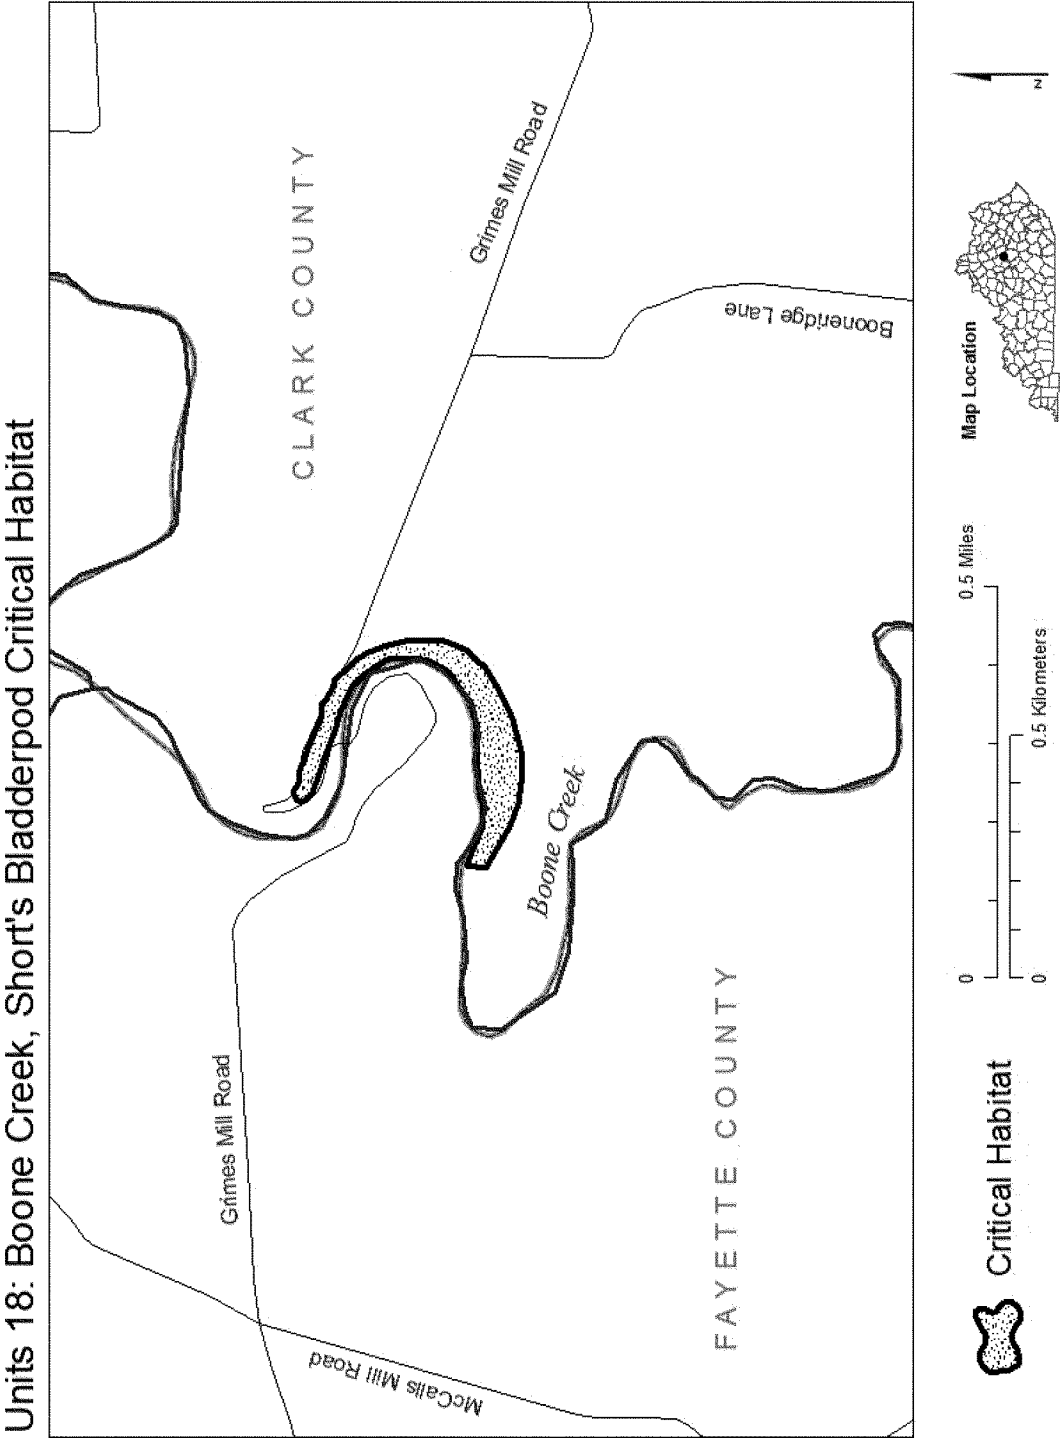 Units 18: Boone Creek, Short's Bladderpod Critical Habitat
CLARK COUNTY
Grimes Mill Road
Grimes Mill Road
Booneridge Lane
Boone Creek
McCalls Mill Road
FAYETTE COUNTY
Critical Habitat
0
0.5 Miles
0
0.5 Kilometers
Map Location
N